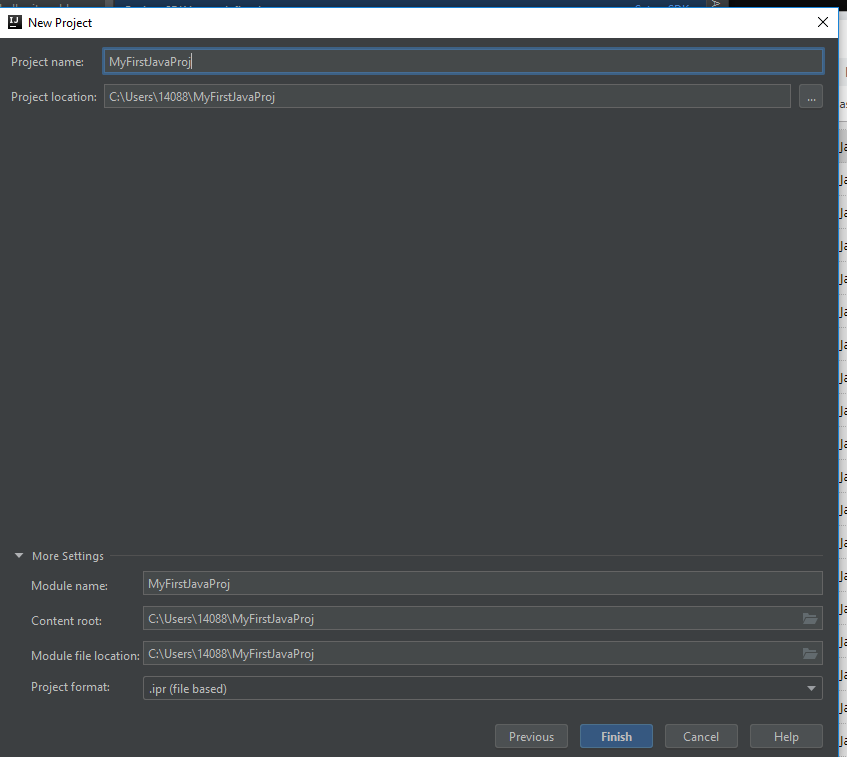 New Project
Project name: MyFirstJavaProj
Project location: C:\Users\14088\MyFirstJavaProj ...
More Settings
Module name: MyFirstJavaProj
Content root: C:\Users\14088\MyFirstJavaProj
Module file location: C:\Users\14088\MyFirstJavaProj
Project format: .ipr (file based)
Previous Finish Cancel Help